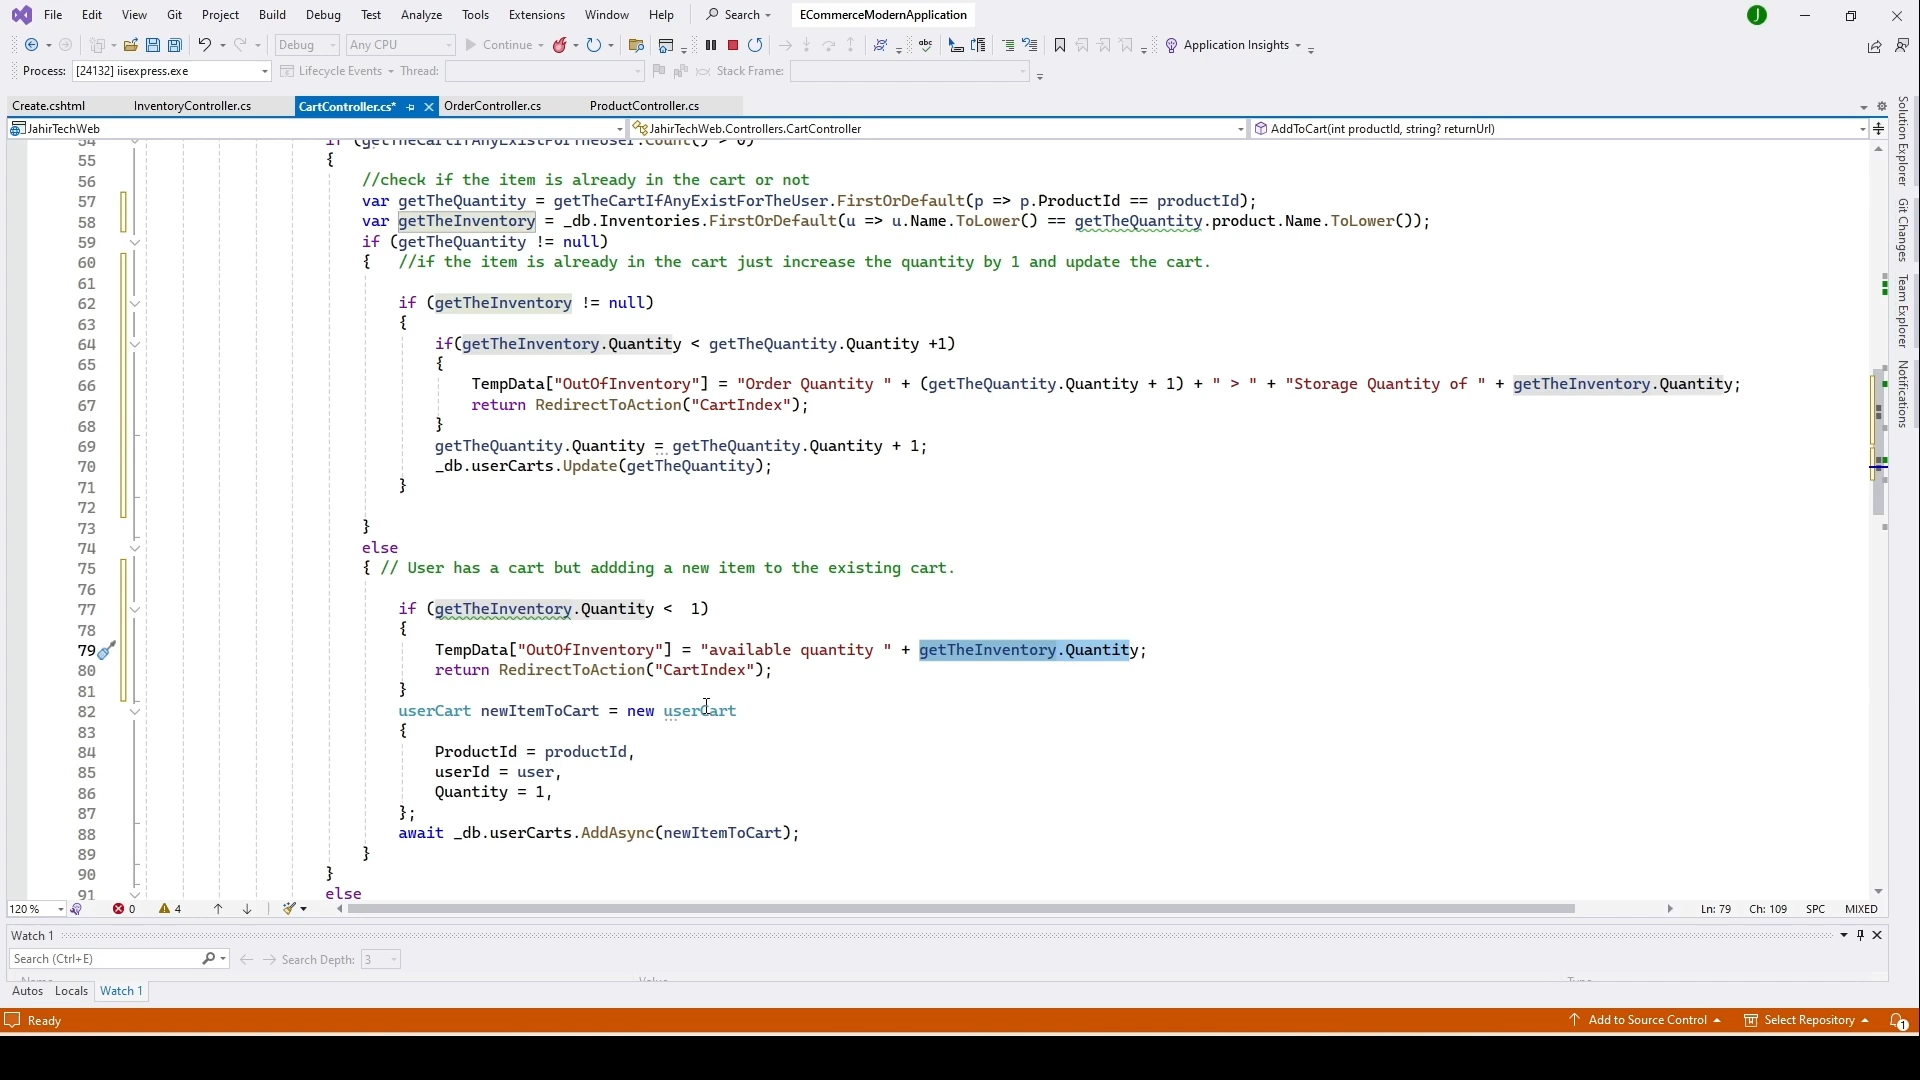 File Edit View Git Project Build Debug Test Analyze Tools Extensions Window Help Search ECommerceModernApplication J
Debug Any CPU Continue abc Application Insights
Process: [24132] iisexpress.exe Lifecycle Events Thread: Stack Frame:
Create.cshtml InventoryController.cs CartController.cs* OrderController.cs ProductController.cs
JahirTechWeb JahirTechWeb.Controllers.CartController AddToCart(int productId, string? returnUrl)
54 if (getTheCartIfAnyExistForTheUser.Count() > 0)
55 {
56 //check if the item is already in the cart or not
57 var getTheQuantity = getTheCartIfAnyExistForTheUser.FirstOrDefault(p => p.ProductId == productId);
58 var getTheInventory = _db.Inventories.FirstOrDefault(u => u.Name.ToLower() == getTheQuantity.product.Name.ToLower());
59 if (getTheQuantity != null)
60 { //if the item is already in the cart just increase the quantity by 1 and update the cart.
61
62 if (getTheInventory != null)
63 {
64 if(getTheInventory.Quantity < getTheQuantity.Quantity +1)
65 {
66 TempData["OutOfInventory"] = "Order Quantity " + (getTheQuantity.Quantity + 1) + " > " + "Storage Quantity of " + getTheInventory.Quantity;
67 return RedirectToAction("CartIndex");
68 }
69 getTheQuantity.Quantity = getTheQuantity.Quantity + 1;
70 _db.userCarts.Update(getTheQuantity);
71 }
72
73 }
74 else
75 { // User has a cart but addding a new item to the existing cart.
76
77 if (getTheInventory.Quantity <  1)
78 {
79 TempData["OutOfInventory"] = "available quantity " + getTheInventory.Quantity;
80 return RedirectToAction("CartIndex");
81 }
82 userCart newItemToCart = new userCart
83 {
84 ProductId = productId,
85 userId = user,
86 Quantity = 1,
87 };
88 await _db.userCarts.AddAsync(newItemToCart);
89 }
90 }
91 else
120 % 0 4 Ln: 79 Ch: 109 SPC MIXED
Watch 1
Search (Ctrl+E) Search Depth: 3
Name Value Type
Autos Locals Watch 1
Ready Add to Source Control Select Repository 1
Solution Explorer
Git Changes
Team Explorer
Notifications